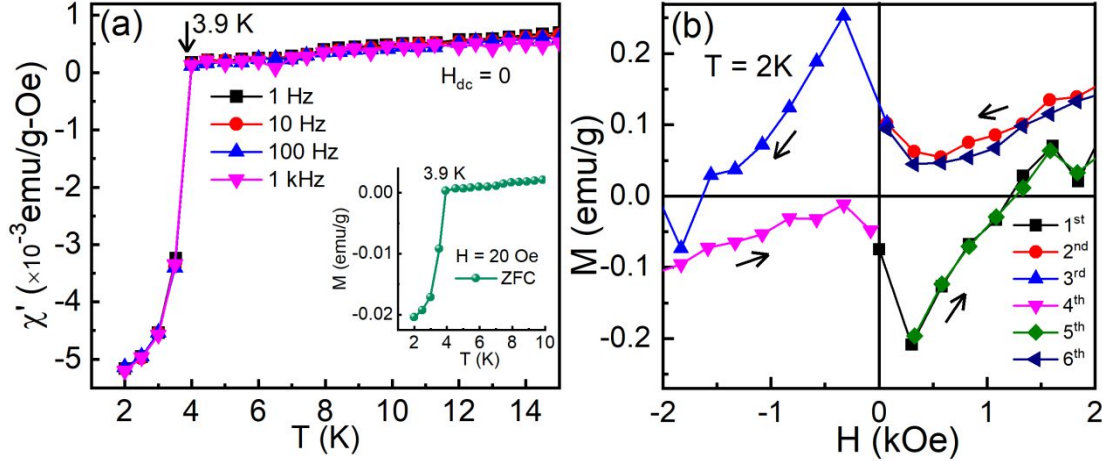 (a)
3.9 K
H_dc = 0
1 Hz
10 Hz
100 Hz
1 kHz
χ' (×10⁻³emu/g-Oe)
1
0
-1
-2
-3
-4
-5
2 4 6 8 10 12 14
T (K)
3.9 K
H = 20 Oe
ZFC
M (emu/g)
0.00
-0.01
-0.02
2 4 6 8 10
T (K)
(b)
T = 2K
M (emu/g)
0.2
0.1
0.0
-0.1
-0.2
1ˢᵗ
2ⁿᵈ
3ʳᵈ
4ᵗʰ
5ᵗʰ
6ᵗʰ
-2 -1 0 1 2
H (kOe)